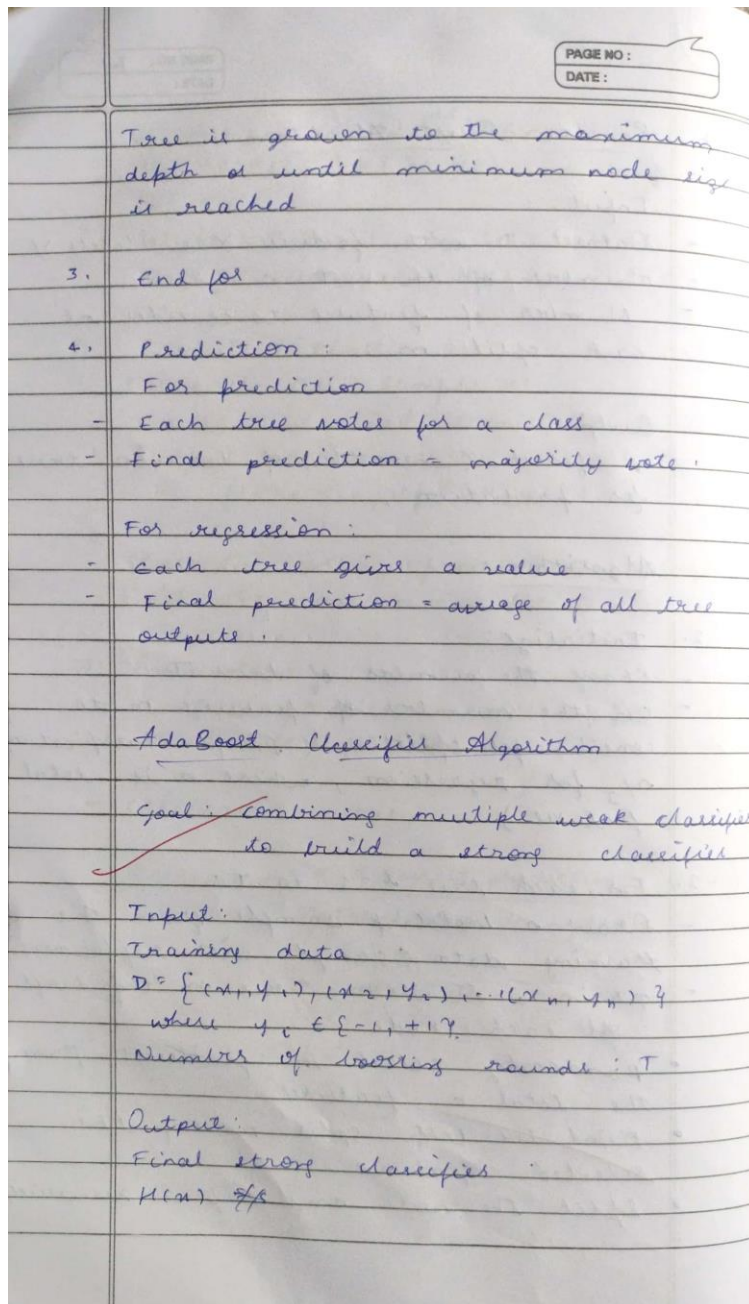 PAGE NO :
DATE :
Tree is grown to the maximum
depth or until minimum node size
is reached
3. End for
4. Prediction :
For prediction
- Each tree votes for a class
- Final prediction = majority vote.
For regression :
- Each tree gives a value
- Final prediction = average of all tree
outputs.
AdaBoost Classifier Algorithm
Goal: Combining multiple weak classifier
to build a strong classifier
Input:
Training data
D = {(x₁, y₁), (x₂, y₂), ...(xₙ, yₙ)}
where yᵢ ∈ {-1, +1}
Number of boosting rounds : T
Output:
Final strong classifier
H(x)